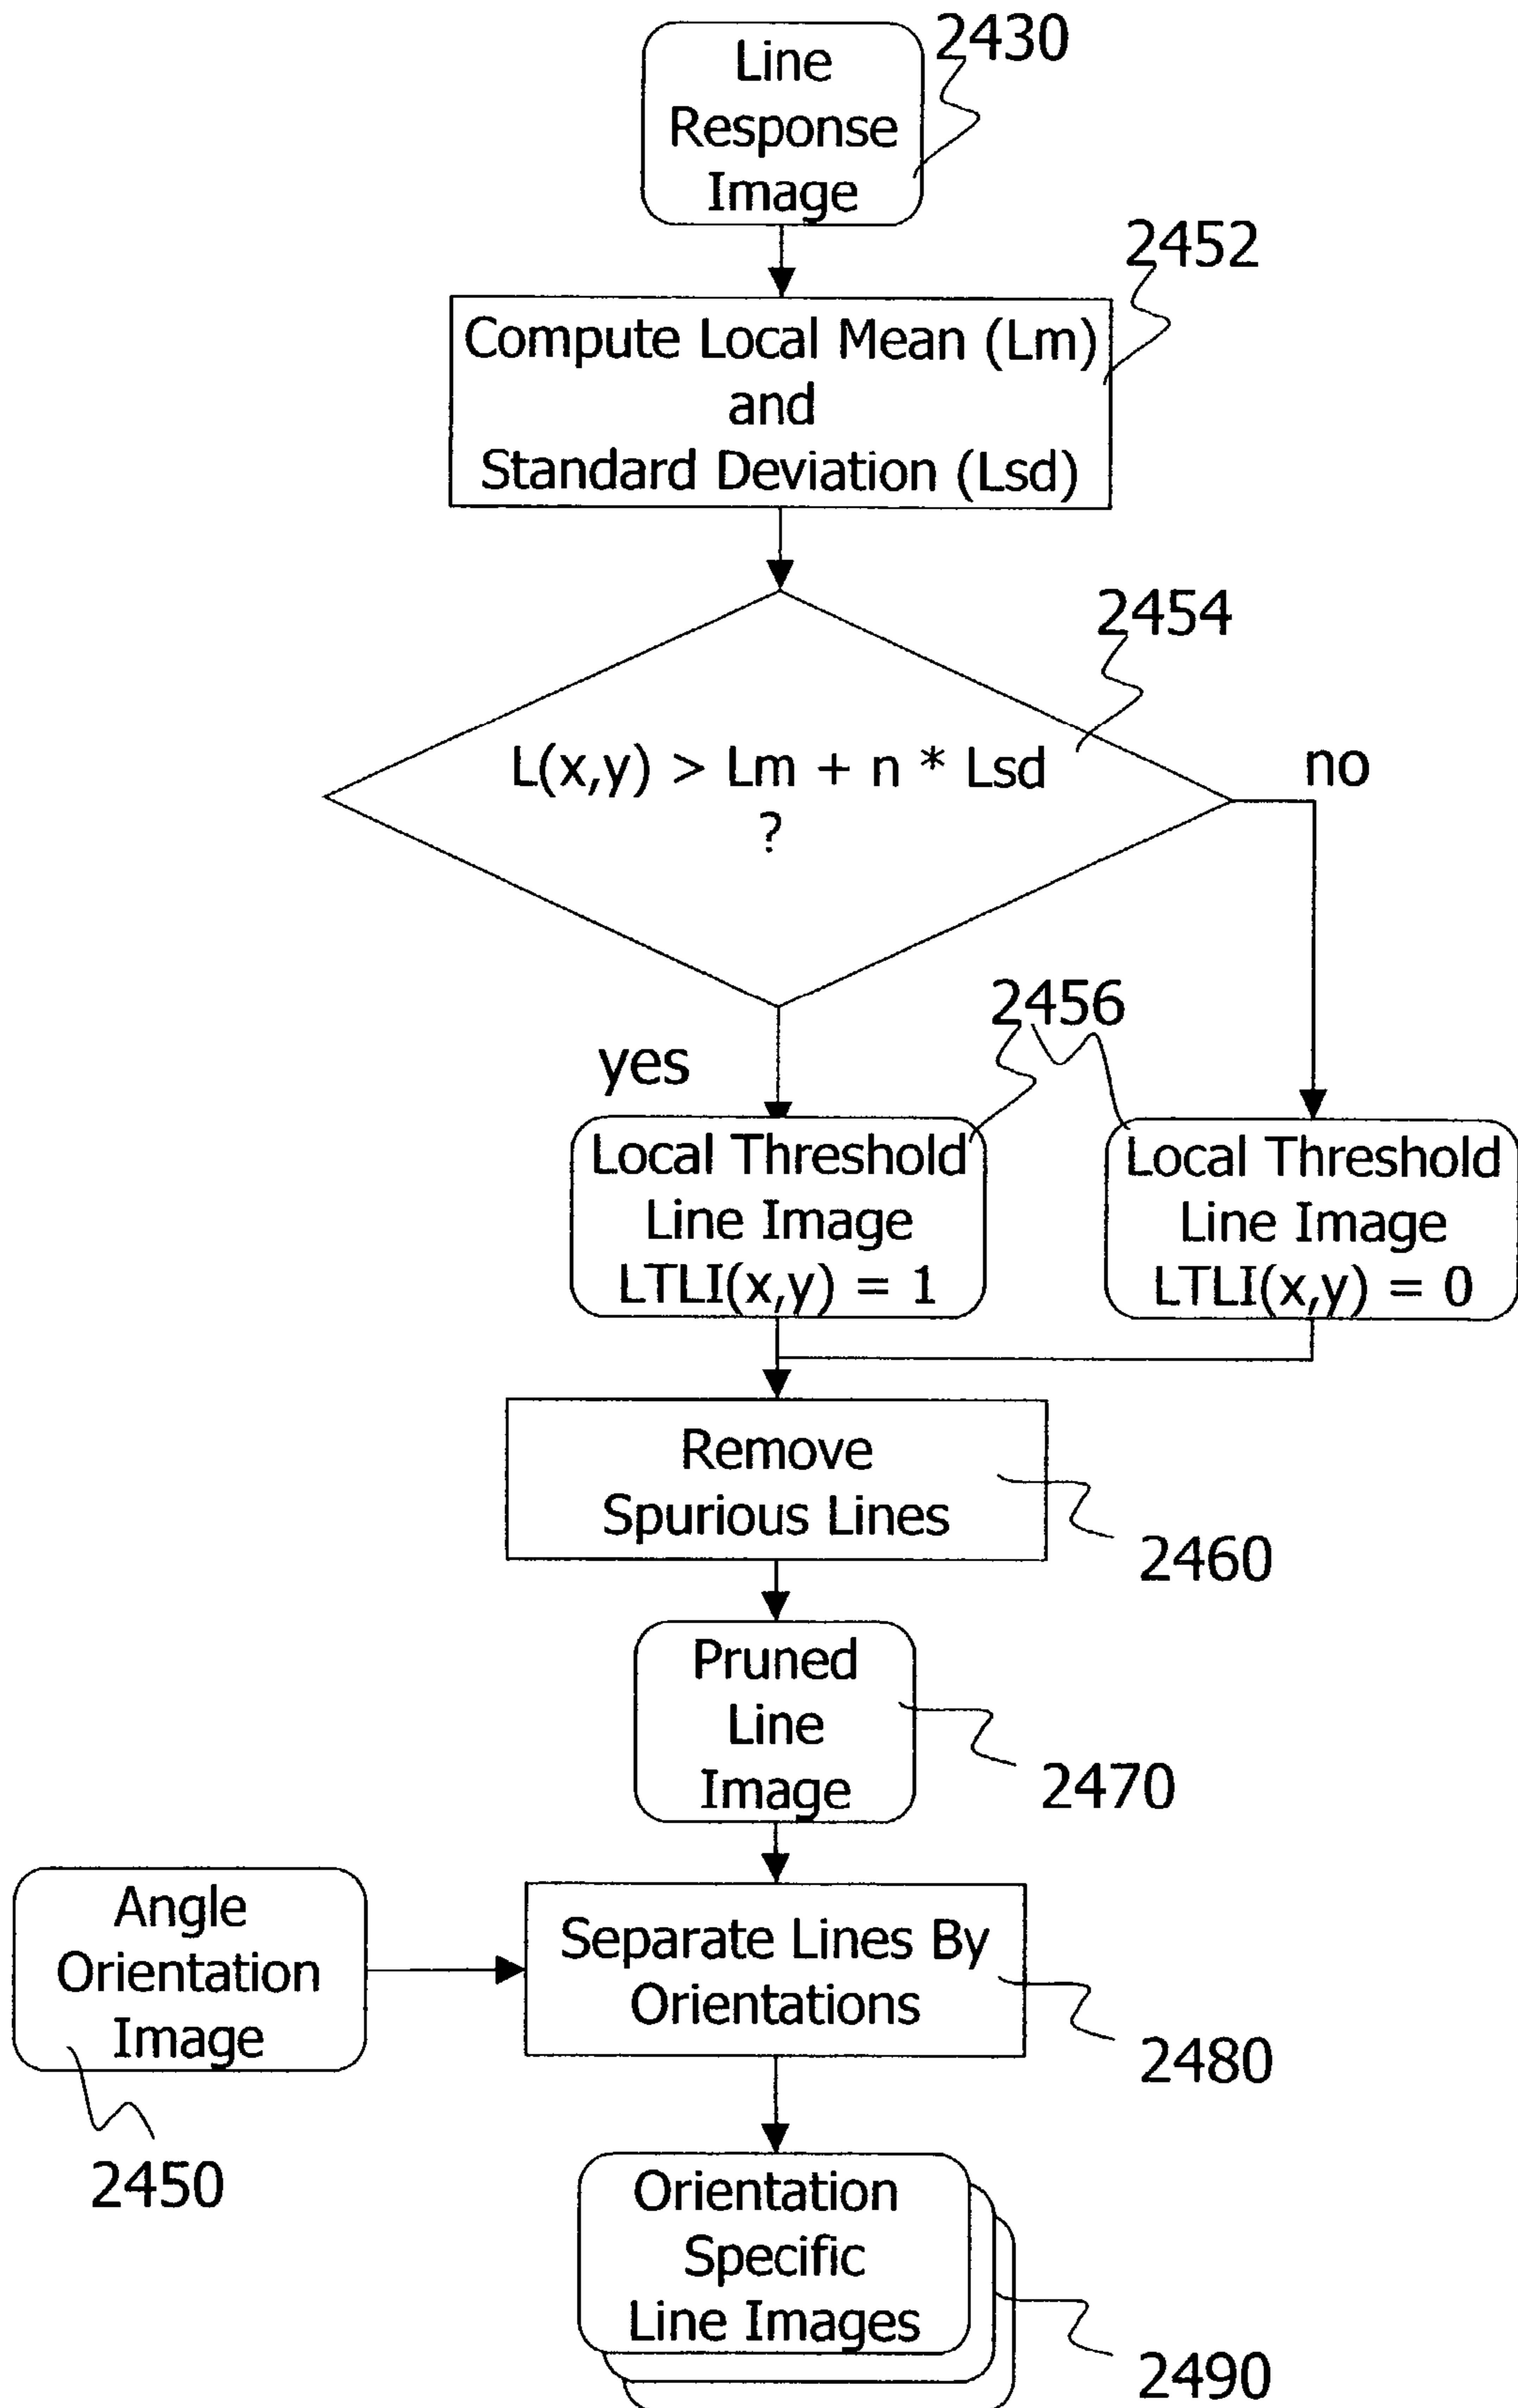 Line
Response
Image
2430
Compute Local Mean (Lm)
and
Standard Deviation (Lsd)
2452
L(x,y) > Lm + n * Lsd
?
2454
no
yes
2456
Local Threshold
Line Image
LTLI(x,y) = 1
Local Threshold
Line Image
LTLI(x,y) = 0
Remove
Spurious Lines
2460
Pruned
Line
Image
2470
Angle
Orientation
Image
2450
Separate Lines By
Orientations
2480
Orientation
Specific
Line Images
2490